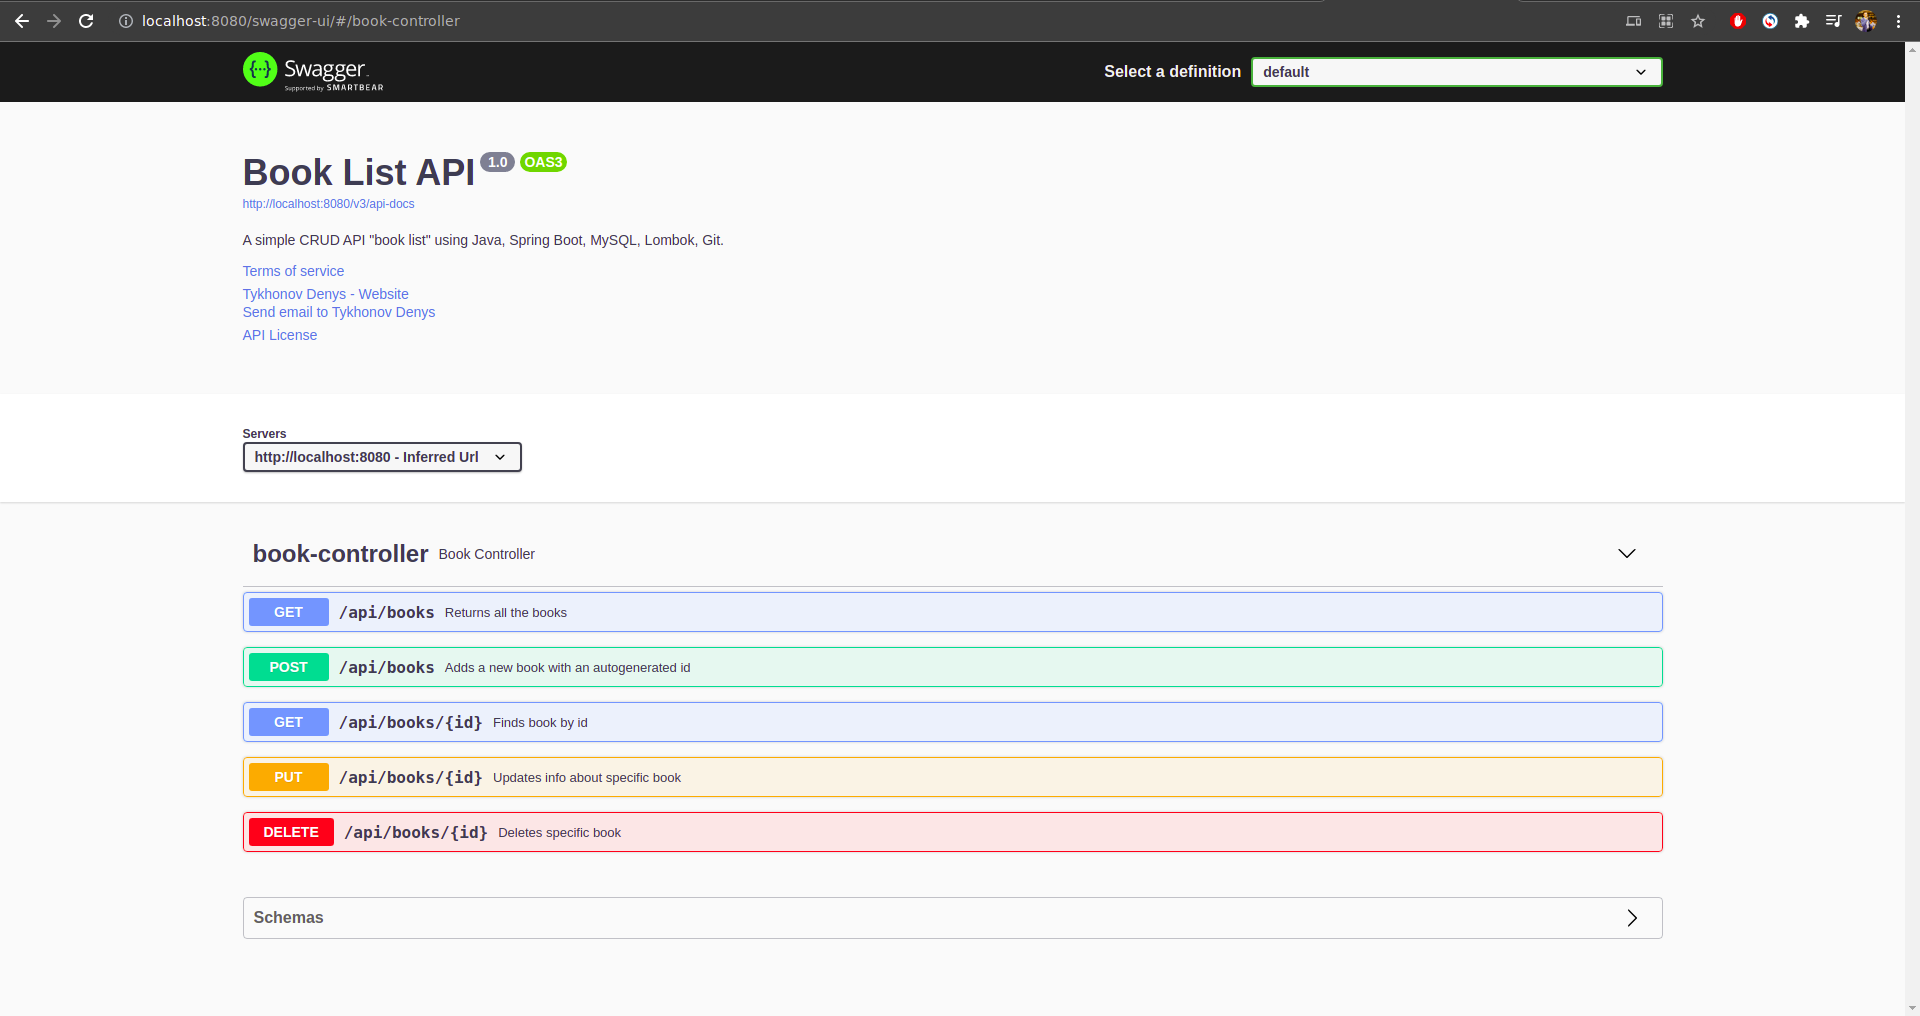 localhost:8080/swagger-ui/#/book-controller
Swagger
Supported by SMARTBEAR
Select a definition
default
Book List API 1.0 OAS3
http://localhost:8080/v3/api-docs
A simple CRUD API "book list" using Java, Spring Boot, MySQL, Lombok, Git.
Terms of service
Tykhonov Denys - Website
Send email to Tykhonov Denys
API License
Servers
http://localhost:8080 - Inferred Url
book-controller Book Controller
GET /api/books Returns all the books
POST /api/books Adds a new book with an autogenerated id
GET /api/books/{id} Finds book by id
PUT /api/books/{id} Updates info about specific book
DELETE /api/books/{id} Deletes specific book
Schemas